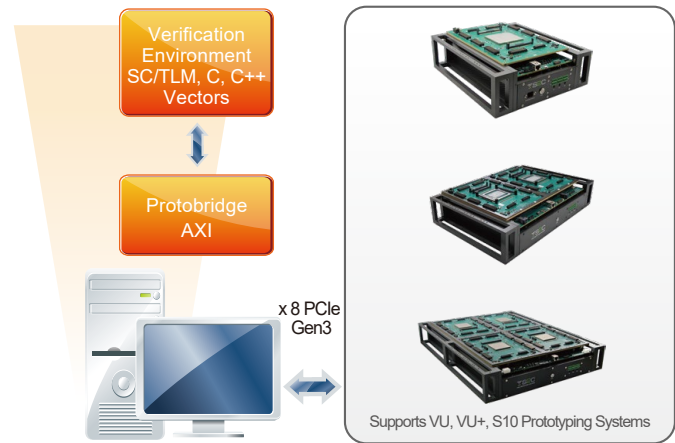 Verification
Environment
SC/TLM, C, C++
Vectors
Protobridge
AXI
x 8 PCIe
Gen3
Supports VU, VU+, S10 Prototyping Systems